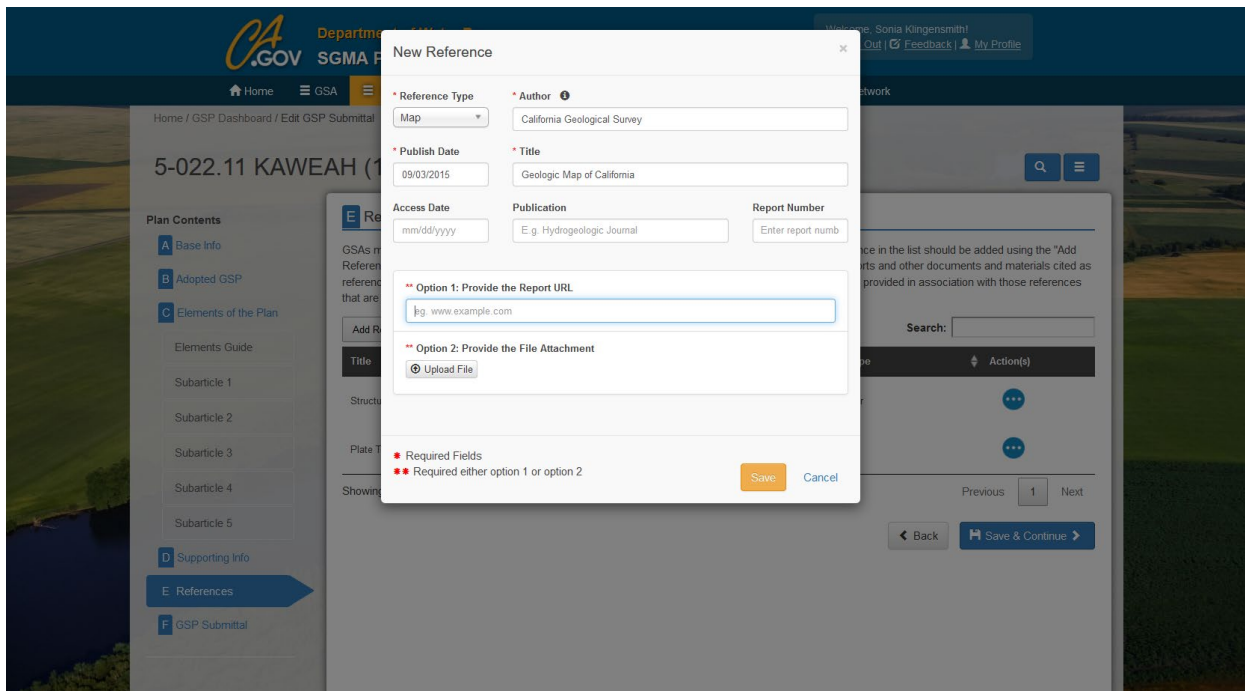 CA
.GOV
Departme
SGMA P
Welcome, Sonia Klingensmith!
Out | Feedback | My Profile
Home
GSA
etwork
Home / GSP Dashboard / Edit GSP Submittal
5-022.11 KAWEAH (1
Plan Contents
A Base Info
B Adopted GSP
C Elements of the Plan
Elements Guide
Subarticle 1
Subarticle 2
Subarticle 3
Subarticle 4
Subarticle 5
D Supporting Info
E References
F GSP Submittal
E Re
GSAs m
Referen
referenc
that are
nce in the list should be added using the "Add
rts and other documents and materials cited as
provided in association with those references
Add Re
Search:
Title
pe
Action(s)
Structu
r
Plate T
Showing
Previous 1 Next
Back
Save & Continue
New Reference
×
* Reference Type
* Author
Map
California Geological Survey
* Publish Date
* Title
09/03/2015
Geologic Map of California
Access Date
Publication
Report Number
mm/dd/yyyy
E.g. Hydrogeologic Journal
Enter report numb
** Option 1: Provide the Report URL
eg. www.example.com
** Option 2: Provide the File Attachment
Upload File
* Required Fields
** Required either option 1 or option 2
Save
Cancel